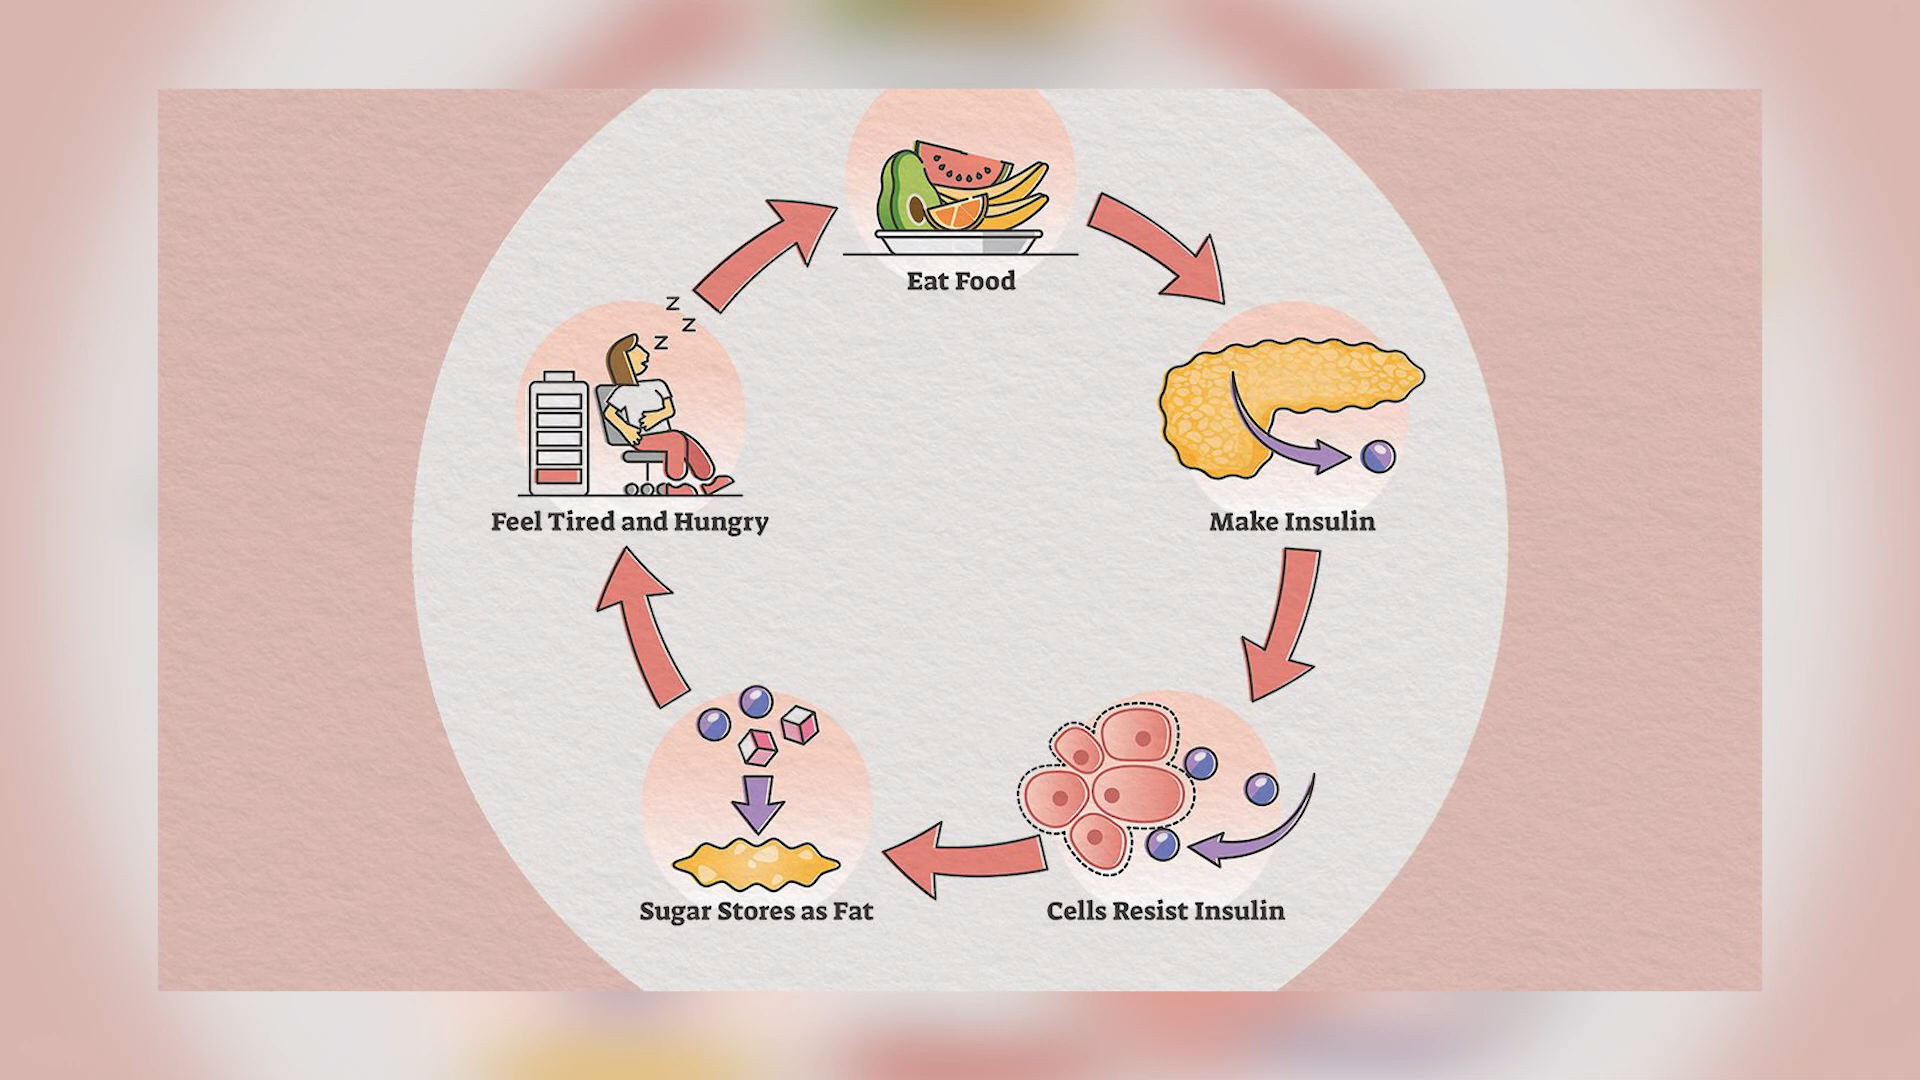 Eat Food
Make Insulin
Cells Resist Insulin
Sugar Stores as Fat
Feel Tired and Hungry
z
z
z